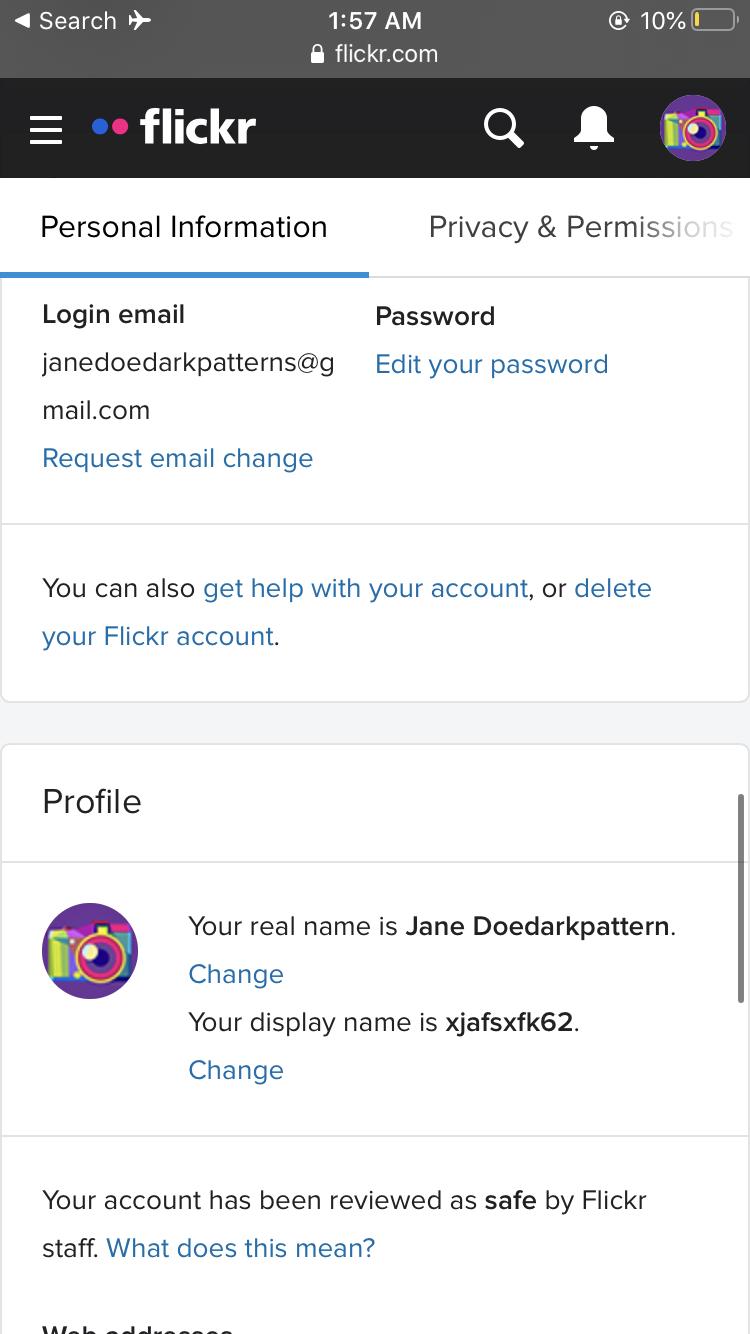 Search
1:57 AM
10%
flickr.com
flickr
Personal Information
Privacy & Permissions
Login email
Password
janedoedarkpatterns@g
mail.com
Edit your password
Request email change
You can also get help with your account, or delete
your Flickr account.
Profile
Your real name is Jane Doedarkpattern.
Change
Your display name is xjafsxfk62.
Change
Your account has been reviewed as safe by Flickr
staff. What does this mean?
Web addresses